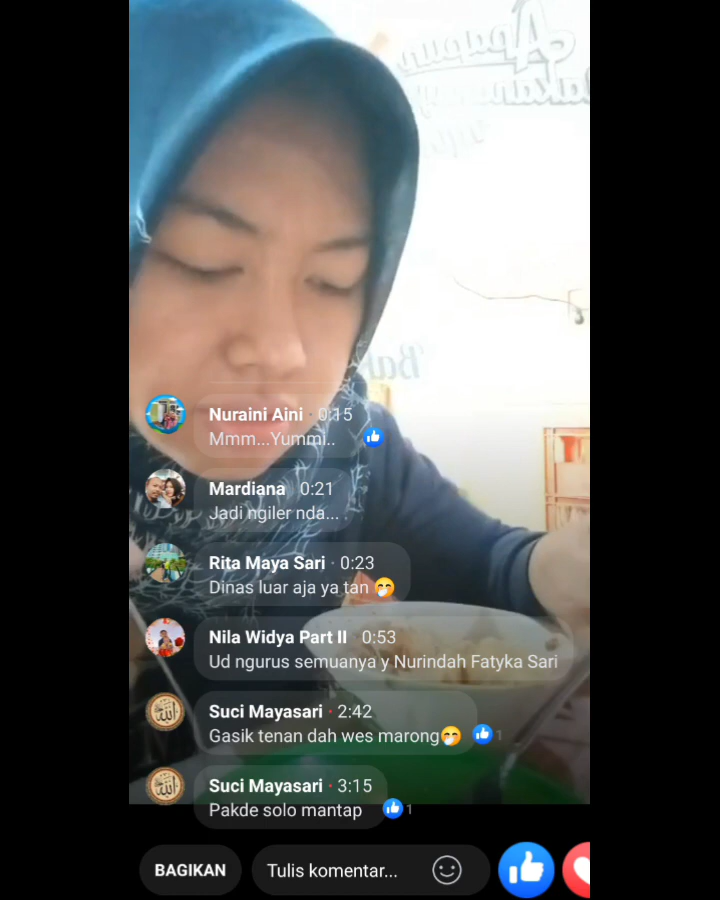 Apapun
Nuraini Aini · 0:15
Mmm...Yummi..
Mardiana 0:21
Jadi ngiler nda...
Rita Maya Sari · 0:23
Dinas luar aja ya tan 🤭
Nila Widya Part II 0:53
Ud ngurus semuanya y Nurindah Fatyka Sari
Suci Mayasari · 2:42
Gasik tenan dah wes marong🤭 1
Suci Mayasari · 3:15
Pakde solo mantap 1
BAGIKAN
Tulis komentar...